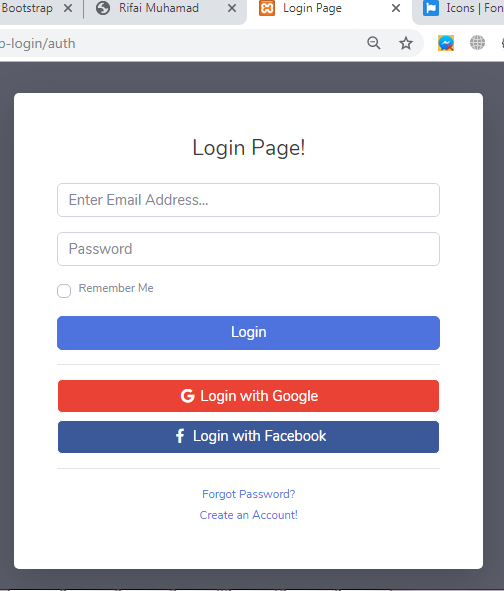 Bootstrap
Rifai Muhamad
Login Page
Icons | Fon
o-login/auth
Login Page!
Enter Email Address...
Password
Remember Me
Login
Login with Google
Login with Facebook
Forgot Password?
Create an Account!